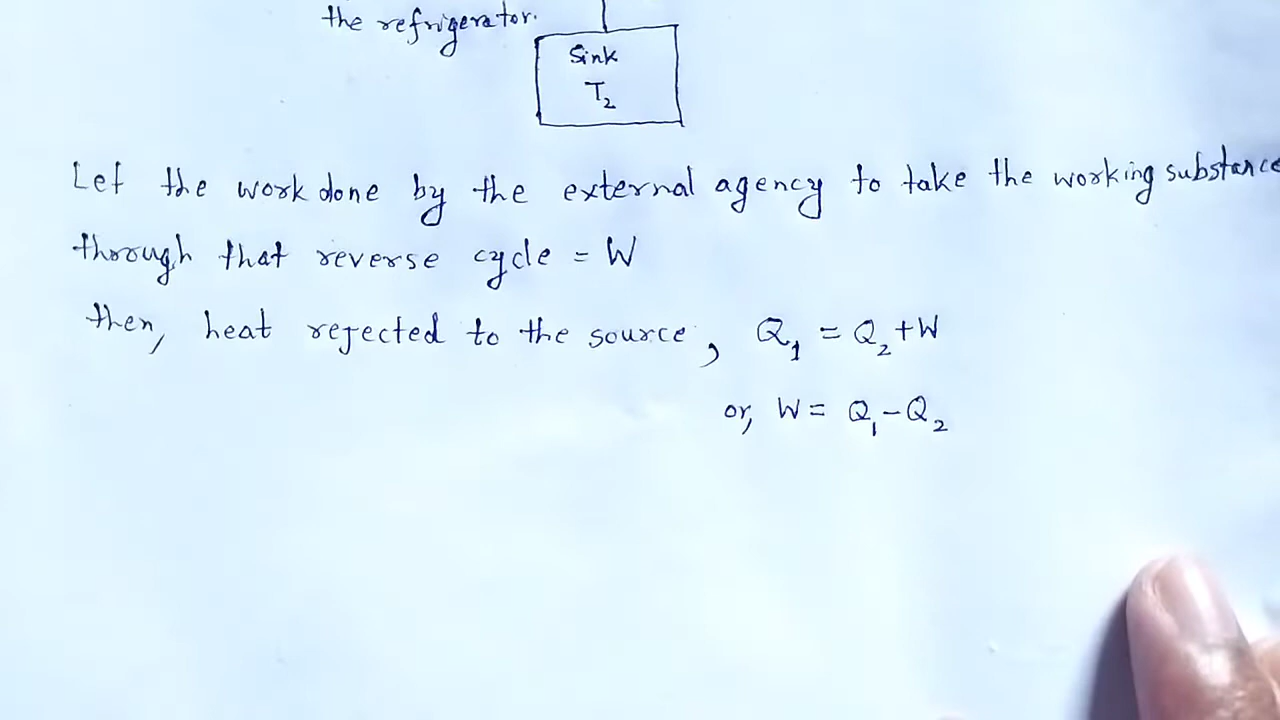 the refrigerator.
Sink
T₂
Let the work done by the external agency to take the working substance
through that reverse cycle = W
then, heat rejected to the source, Q₁ = Q₂+W
or, W = Q₁-Q₂